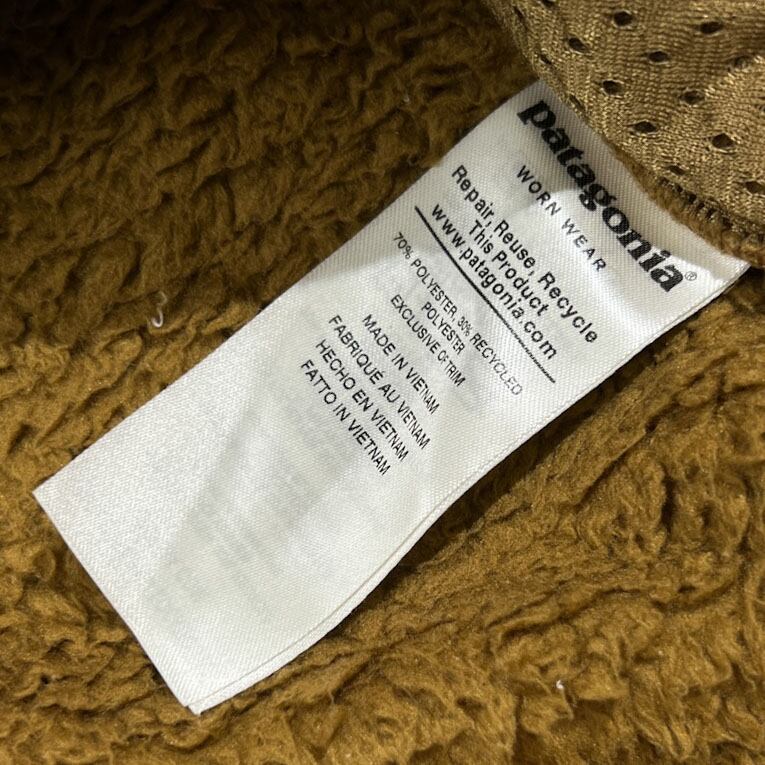 patagonia®
WORN WEAR
Repair, Reuse, Recycle
This Product
www.patagonia.com
70% POLYESTER 30% RECYCLED
POLYESTER
EXCLUSIVE OF TRIM
MADE IN VIETNAM
FABRIQUÉ AU VIETNAM
HECHO EN VIETNAM
FATTO IN VIETNAM